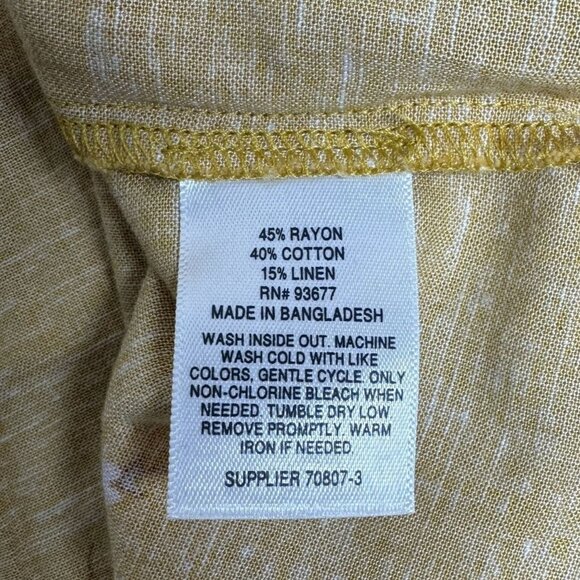 45% RAYON
40% COTTON
15% LINEN
RN# 93677
MADE IN BANGLADESH
WASH INSIDE OUT. MACHINE
WASH COLD WITH LIKE
COLORS, GENTLE CYCLE. ONLY
NON-CHLORINE BLEACH WHEN
NEEDED. TUMBLE DRY LOW.
REMOVE PROMPTLY. WARM
IRON IF NEEDED.
SUPPLIER 70807-3